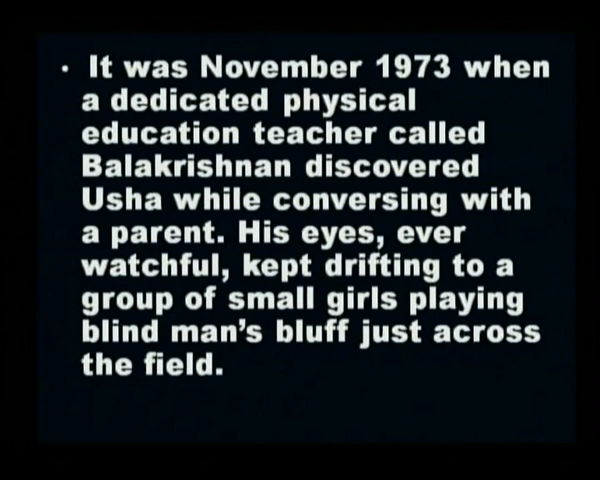 · It was November 1973 when
a dedicated physical
education teacher called
Balakrishnan discovered
Usha while conversing with
a parent. His eyes, ever
watchful, kept drifting to a
group of small girls playing
blind man’s bluff just across
the field.